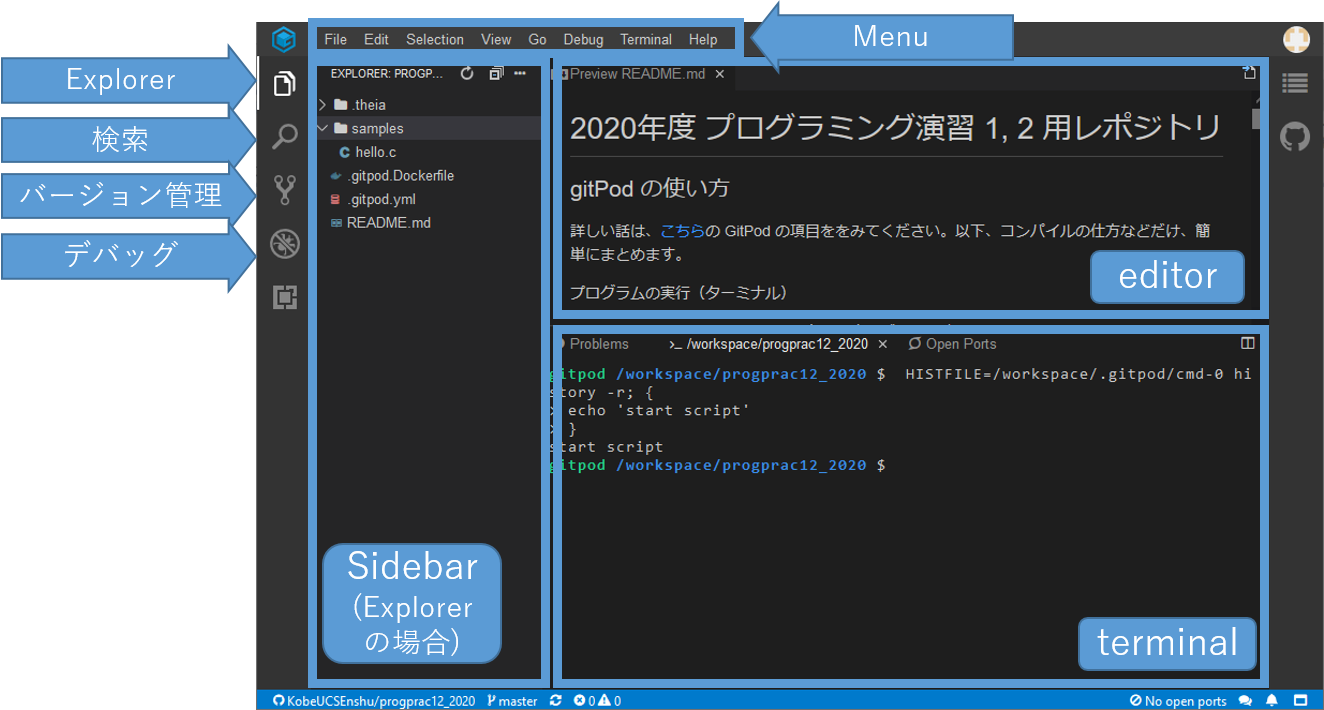 File Edit Selection View Go Debug Terminal Help
Menu
Explorer
検索
バージョン管理
デバッグ
EXPLORER: PROGP...
.theia
samples
hello.c
.gitpod.Dockerfile
.gitpod.yml
README.md
Sidebar
(Explorer
の場合)
Preview README.md
2020年度 プログラミング演習 1, 2 用レポジトリ
gitPod の使い方
詳しい話は、こちらの GitPod の項目ををみてください。以下、コンパイルの仕方などだけ、簡
単にまとめます。
プログラムの実行（ターミナル）
editor
Problems >_ /workspace/progprac12_2020 Open Ports
gitpod /workspace/progprac12_2020 $ HISTFILE=/workspace/.gitpod/cmd-0 hi
story -r; {
> echo 'start script'
> }
start script
gitpod /workspace/progprac12_2020 $
terminal
KobeUCSEnshu/progprac12_2020 master 0 0 No open ports